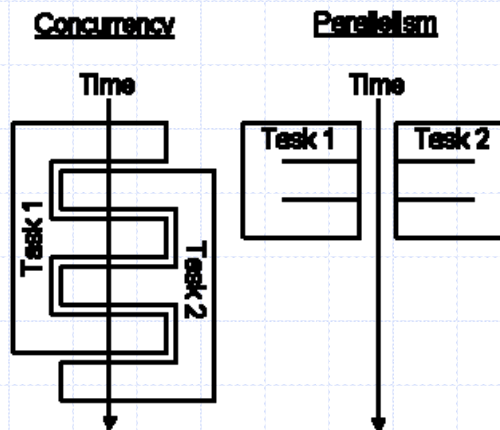 Concurrency
Parallelism
Time
Time
Task 1
Task 2
Task 1
Task 2